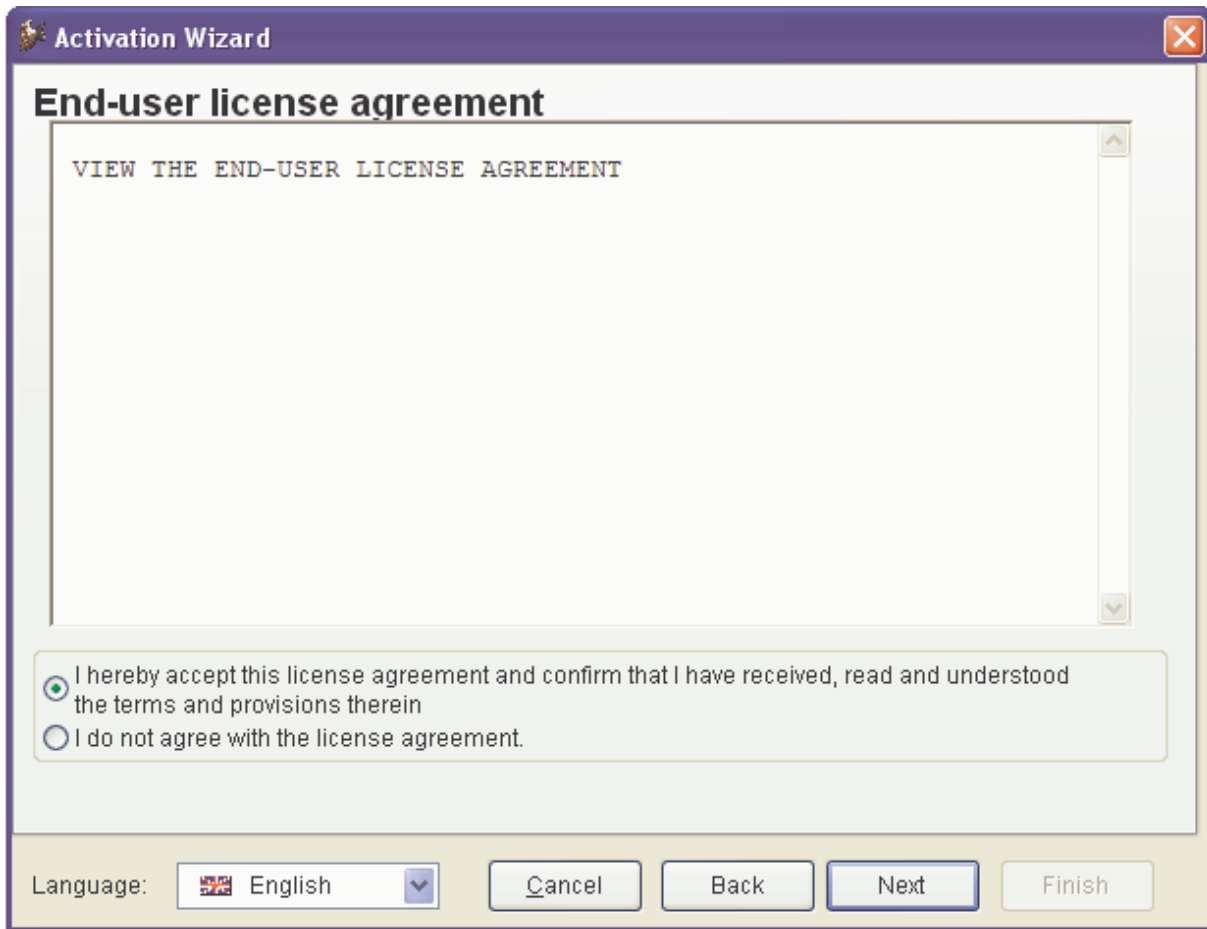 Activation Wizard
End-user license agreement
VIEW THE END-USER LICENSE AGREEMENT
I hereby accept this license agreement and confirm that I have received, read and understood
the terms and provisions therein
I do not agree with the license agreement.
Language: English Cancel Back Next Finish